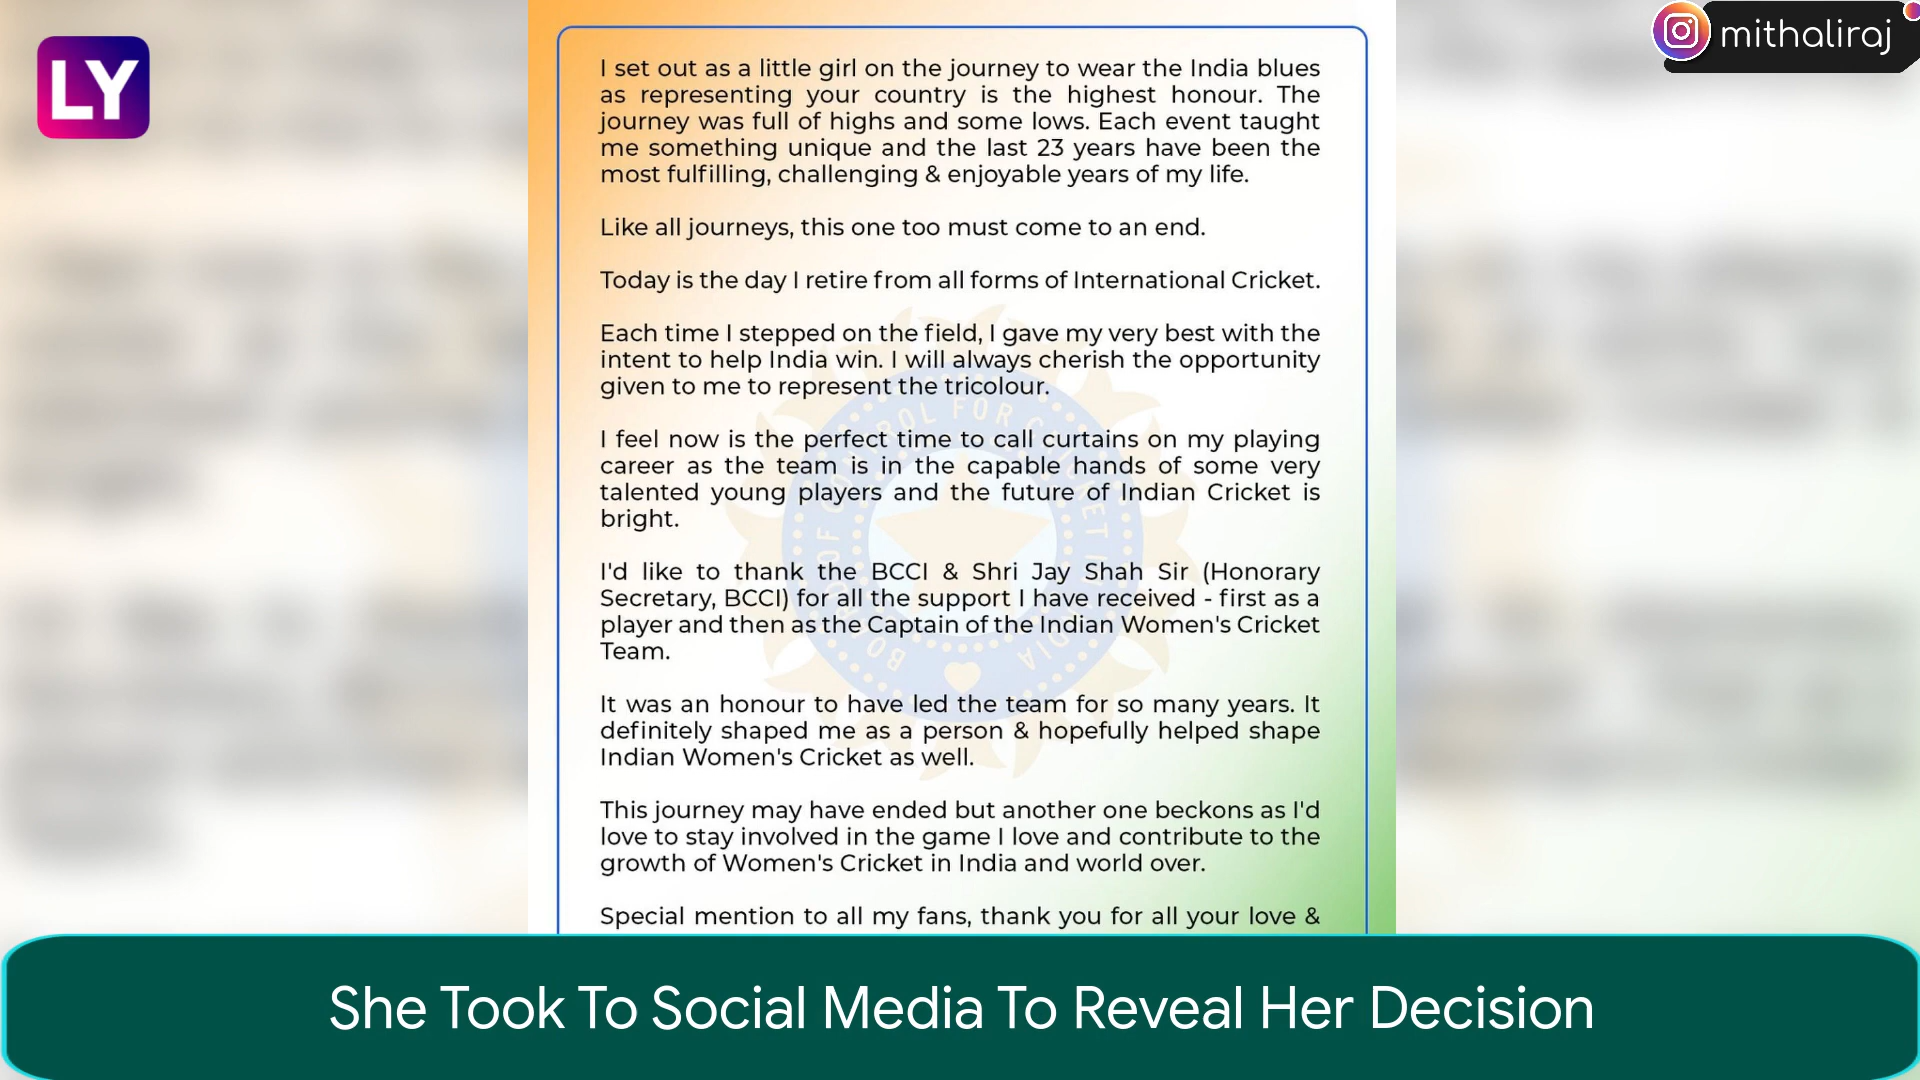 LY
mithaliraj
I set out as a little girl on the journey to wear the India blues
as representing your country is the highest honour. The
journey was full of highs and some lows. Each event taught
me something unique and the last 23 years have been the
most fulfilling, challenging & enjoyable years of my life.
Like all journeys, this one too must come to an end.
Today is the day I retire from all forms of International Cricket.
Each time I stepped on the field, I gave my very best with the
intent to help India win. I will always cherish the opportunity
given to me to represent the tricolour.
I feel now is the perfect time to call curtains on my playing
career as the team is in the capable hands of some very
talented young players and the future of Indian Cricket is
bright.
I'd like to thank the BCCI & Shri Jay Shah Sir (Honorary
Secretary, BCCI) for all the support I have received - first as a
player and then as the Captain of the Indian Women's Cricket
Team.
It was an honour to have led the team for so many years. It
definitely shaped me as a person & hopefully helped shape
Indian Women's Cricket as well.
This journey may have ended but another one beckons as I'd
love to stay involved in the game I love and contribute to the
growth of Women's Cricket in India and world over.
Special mention to all my fans, thank you for all your love &
BOARD OF CONTROL FOR CRICKET IN INDIA
She Took To Social Media To Reveal Her Decision